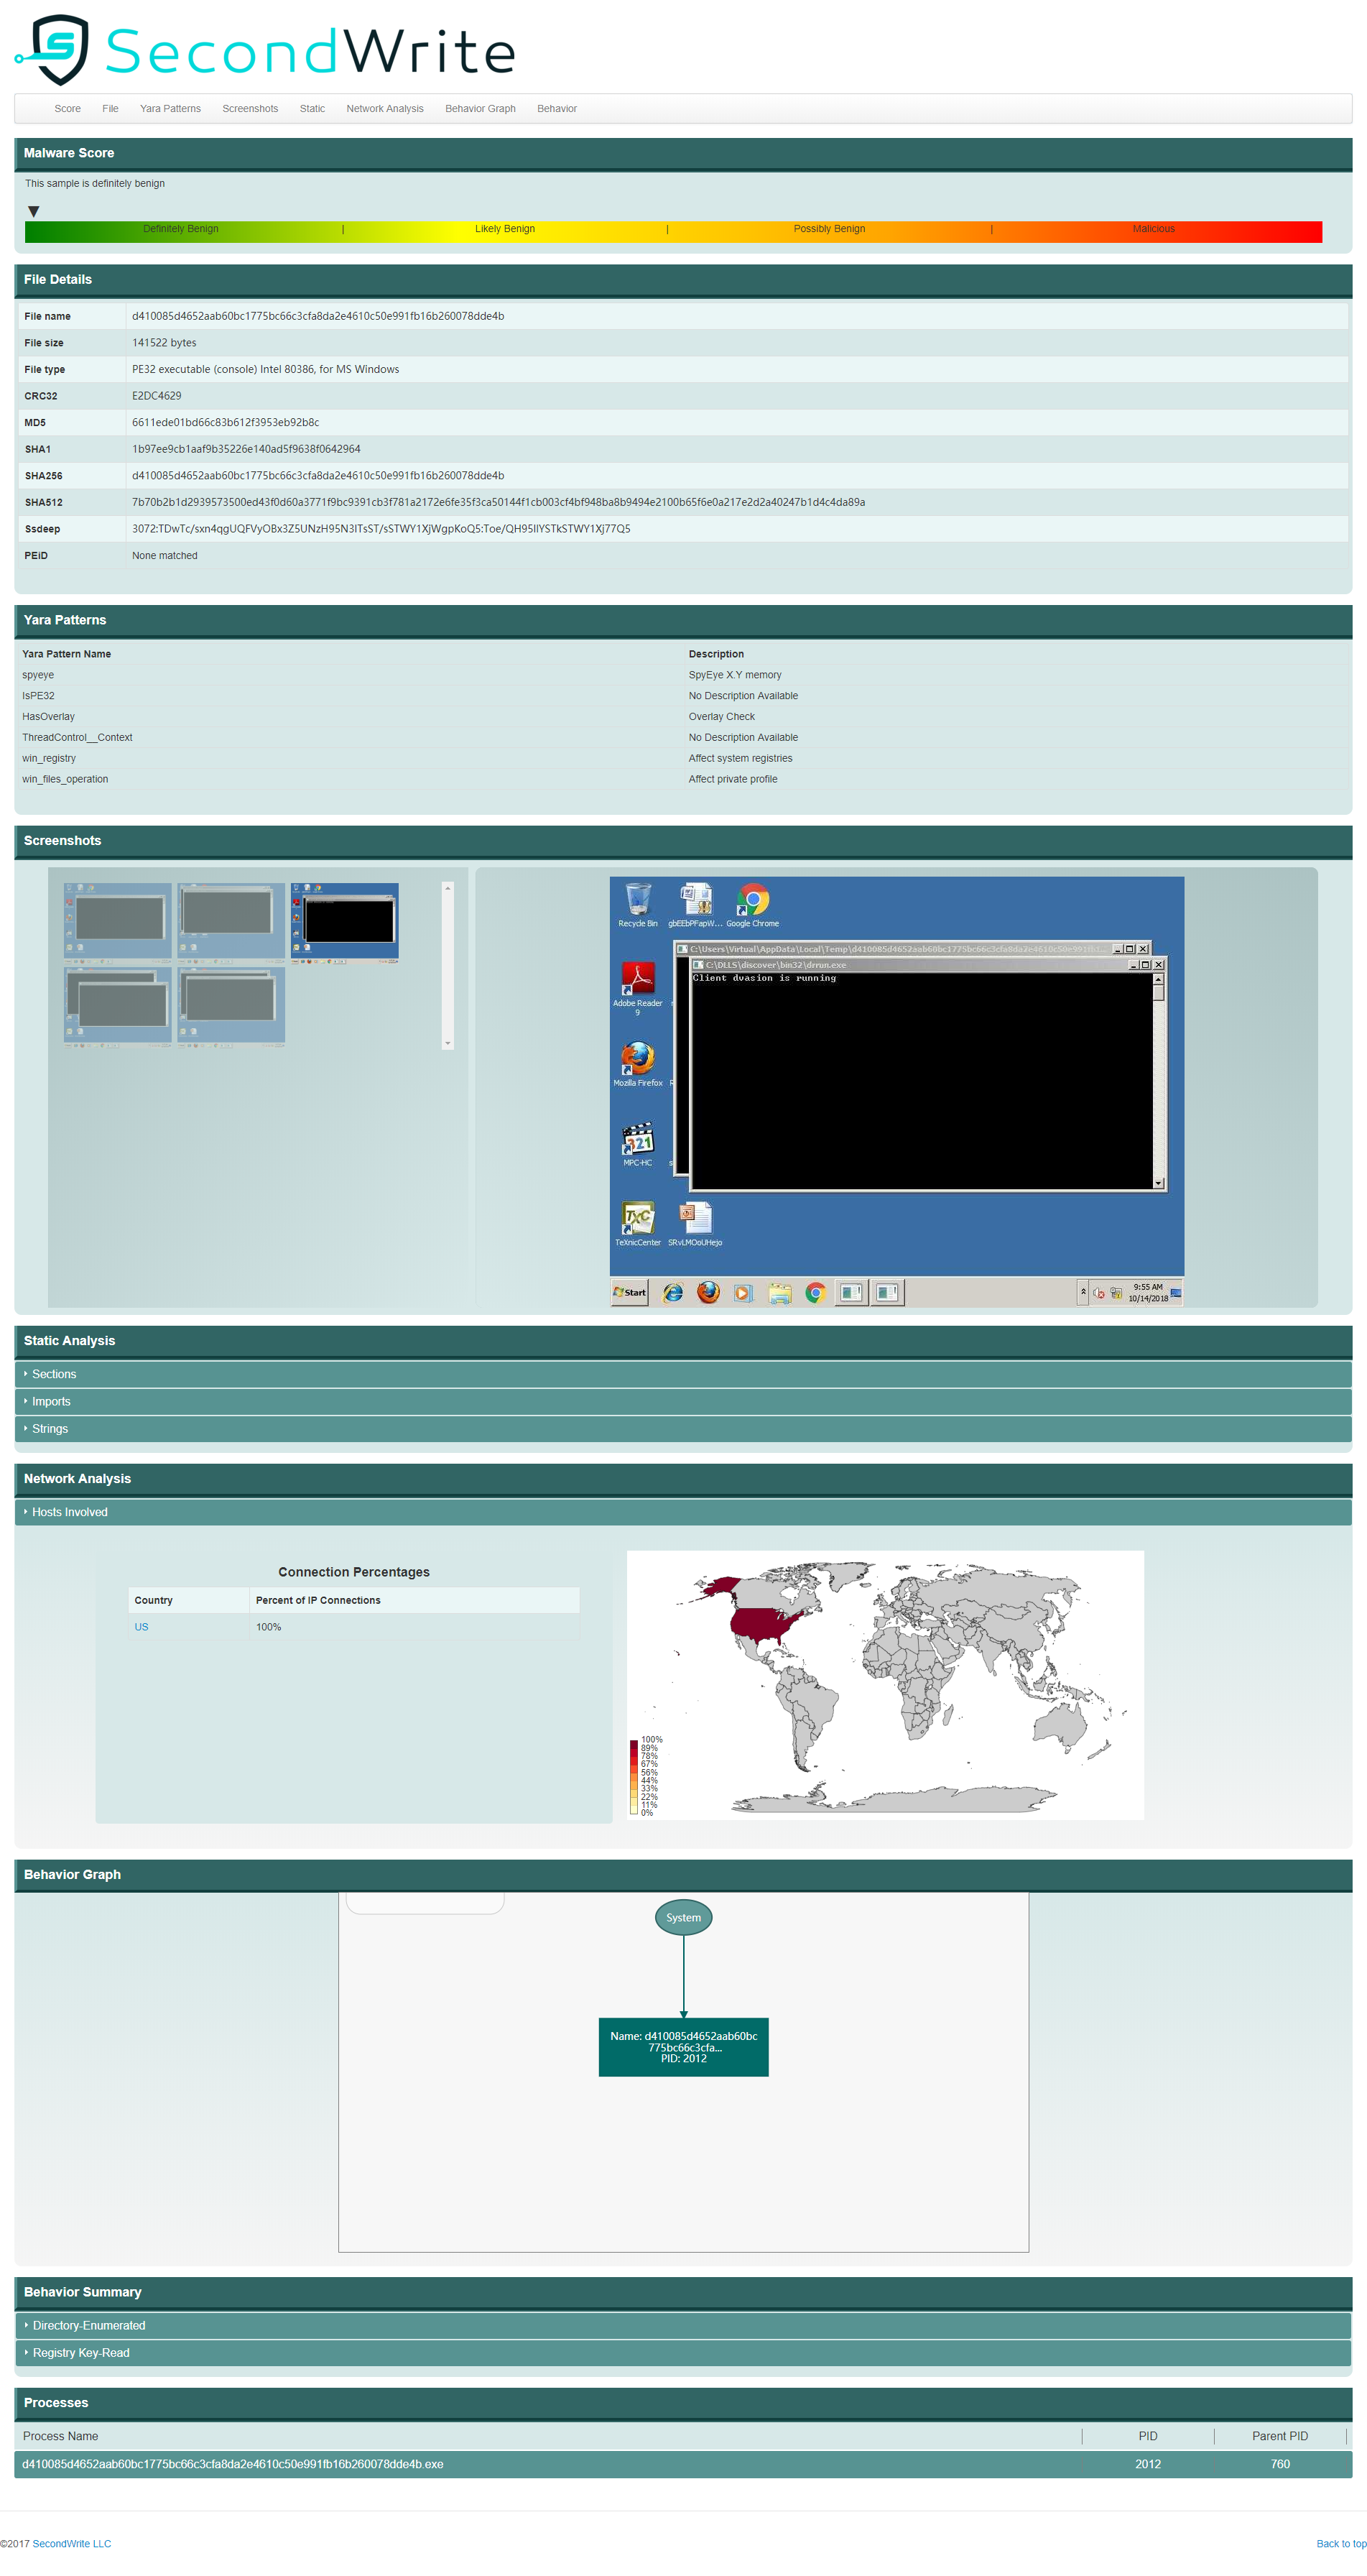 SecondWrite
Score File Yara Patterns Screenshots Static Network Analysis Behavior Graph Behavior
Malware Score
This sample is definitely benign
Definitely Benign | Likely Benign | Possibly Benign | Malicious
File Details
File name d410085d4652aab60bc1775bc66c3cfa8da2e4610c50e991fb16b260078dde4b
File size 141522 bytes
File type PE32 executable (console) Intel 80386, for MS Windows
CRC32 E2DC4629
MD5 6611ede01bd66c83b612f3953eb92b8c
SHA1 1b97ee9cb1aaf9b35226e140ad5f9638f0642964
SHA256 d410085d4652aab60bc1775bc66c3cfa8da2e4610c50e991fb16b260078dde4b
SHA512 7b70b2b1d2939573500ed43f0d60a3771f9bc9391cb3f781a2172e6fe35f3ca50144f1cb003cf4bf948ba8b9494e2100b65f6e0a217e2d2a40247b1d4c4da89a
Ssdeep 3072:TDwTc/sxn4qgUQFVyOBx3Z5UNzH95N3ITsST/sSTWY1XjWgpKoQ5:Toe/QH95IIYSTkSTWY1Xj77Q5
PEiD None matched
Yara Patterns
Yara Pattern Name Description
spyeye SpyEye X.Y memory
IsPE32 No Description Available
HasOverlay Overlay Check
ThreadControl__Context No Description Available
win_registry Affect system registries
win_files_operation Affect private profile
Screenshots
Recycle Bin gbEEbPFapW... Google Chrome
C:\Users\Virtual\AppData\Local\Temp\d410085d4652aab60bc1775bc66c3cfa8da2e4610c50e991fb1...
C:\DLLS\discover\bin32\drrun.exe
Client dvasion is running
Adobe Reader
9
Mozilla Firefox
MPC-HC
TeXnicCenter SRvLMOoUHejo
Start
9:55 AM
10/14/2018
Static Analysis
Sections
Imports
Strings
Network Analysis
Hosts Involved
Connection Percentages
Country Percent of IP Connections
US 100%
100%
89%
78%
67%
56%
44%
33%
22%
11%
0%
Behavior Graph
System
Name: d410085d4652aab60bc
775bc66c3cfa...
PID: 2012
Behavior Summary
Directory-Enumerated
Registry Key-Read
Processes
Process Name PID Parent PID
d410085d4652aab60bc1775bc66c3cfa8da2e4610c50e991fb16b260078dde4b.exe 2012 760
©2017 SecondWrite LLC Back to top